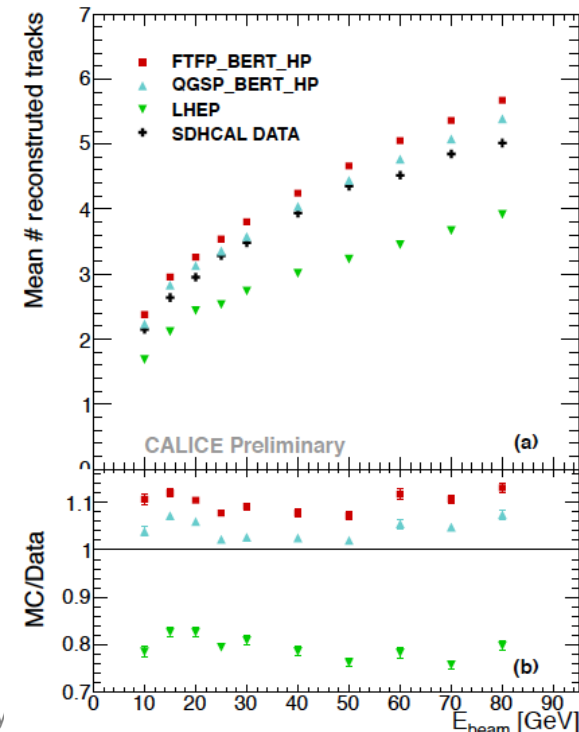 7
6
5
4
3
2
1
0
Mean # reconstruted tracks
FTFP_BERT_HP
QGSP_BERT_HP
LHEP
SDHCAL DATA
CALICE Preliminary
(a)
1.1
1
0.9
0.8
0.7
MC/Data
(b)
0 10 20 30 40 50 60 70 80 90
E_beam [GeV]